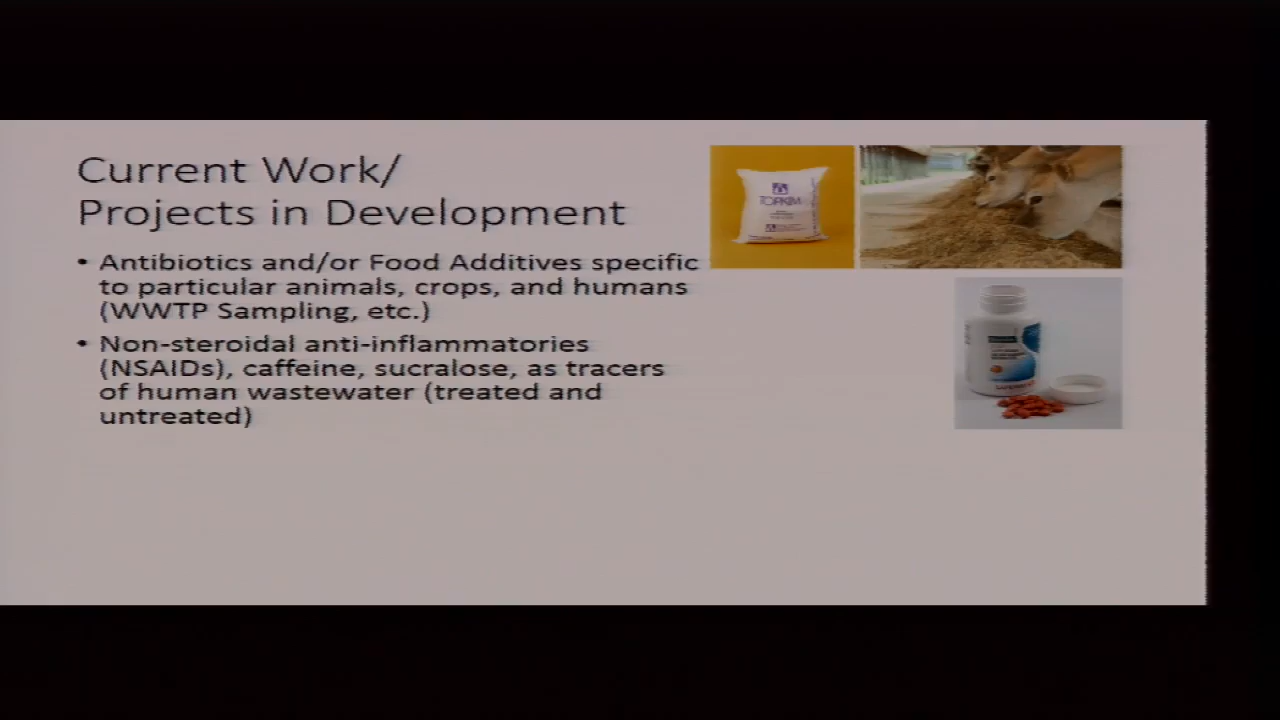 Current Work/
Projects in Development
• Antibiotics and/or Food Additives specific
to particular animals, crops, and humans
(WWTP Sampling, etc.)
• Non-steroidal anti-inflammatories
(NSAIDs), caffeine, sucralose, as tracers
of human wastewater (treated and
untreated)